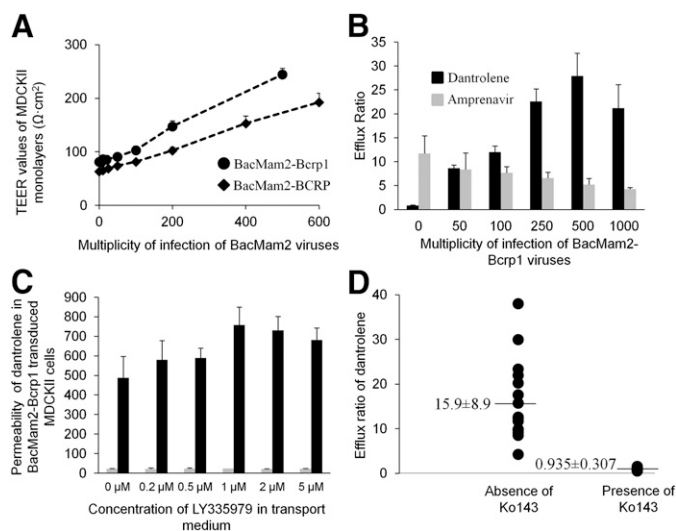 A
300
200
100
0
TEER values of MDCKII
monolayers (Ω·cm²)
BacMam2-Bcrp1
BacMam2-BCRP
0 200 400 600
Multiplicity of infection of BacMam2 viruses
B
35
30
25
20
15
10
5
0
Efflux Ratio
Dantrolene
Amprenavir
0 50 100 250 500 1000
Multiplicity of infection of BacMam2-
Bcrp1 viruses
C
900
800
700
600
500
400
300
200
100
0
Permeability of dantrolene in
BacMam2-Bcrp1 transduced
MDCKII cells
0 µM 0.2 µM 0.5 µM 1 µM 2 µM 5 µM
Concentration of LY335979 in transport
medium
D
40
30
20
10
0
Efflux ratio of dantrolene
15.9±8.9
0.935±0.307
Absence of
Ko143
Presence of
Ko143